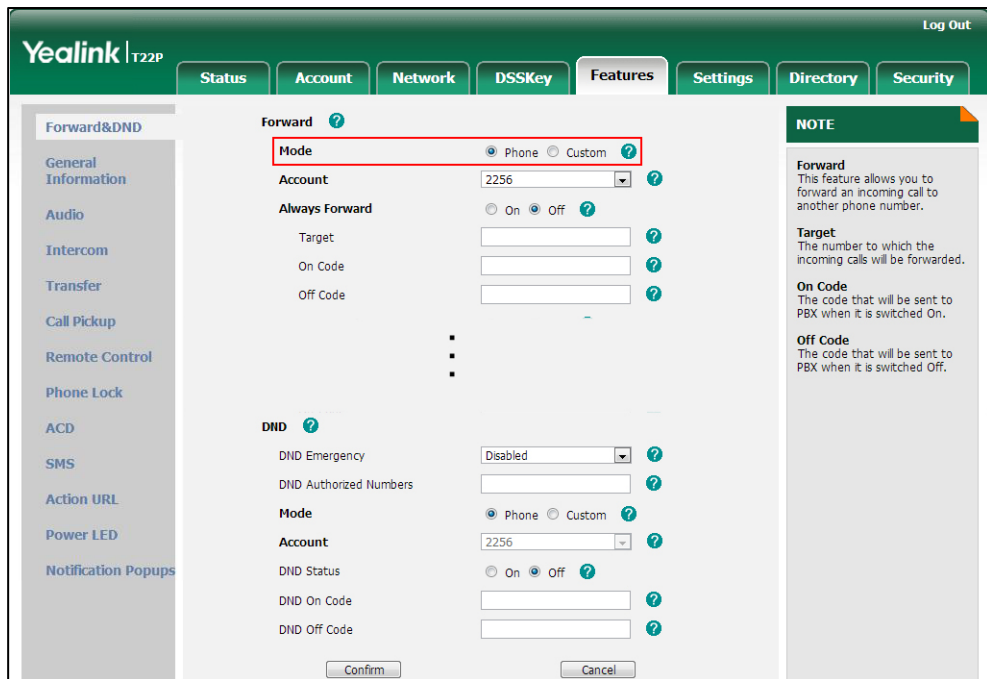 Log Out
Yealink T22P
Status Account Network DSSKey Features Settings Directory Security
Forward&DND
General
Information
Audio
Intercom
Transfer
Call Pickup
Remote Control
Phone Lock
ACD
SMS
Action URL
Power LED
Notification Popups
Forward ?
Mode Phone Custom ?
Account 2256 ?
Always Forward On Off ?
Target ?
On Code ?
Off Code ?
DND ?
DND Emergency Disabled ?
DND Authorized Numbers ?
Mode Phone Custom ?
Account 2256 ?
DND Status On Off ?
DND On Code ?
DND Off Code ?
Confirm Cancel
NOTE
Forward
This feature allows you to
forward an incoming call to
another phone number.
Target
The number to which the
incoming calls will be forwarded.
On Code
The code that will be sent to
PBX when it is switched On.
Off Code
The code that will be sent to
PBX when it is switched Off.